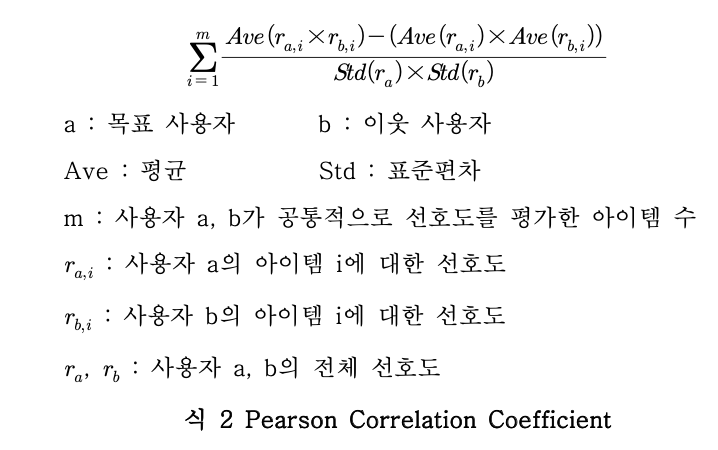 m
∑
i=1
Ave(r_{a,i}×r_{b,i})−(Ave(r_{a,i})×Ave(r_{b,i}))
Std(r_a)×Std(r_b)
a : 목표 사용자 b : 이웃 사용자
Ave : 평균 Std : 표준편차
m : 사용자 a, b가 공통적으로 선호도를 평가한 아이템 수
r_{a,i} : 사용자 a의 아이템 i에 대한 선호도
r_{b,i} : 사용자 b의 아이템 i에 대한 선호도
r_a, r_b : 사용자 a, b의 전체 선호도
식 2 Pearson Correlation Coefficient